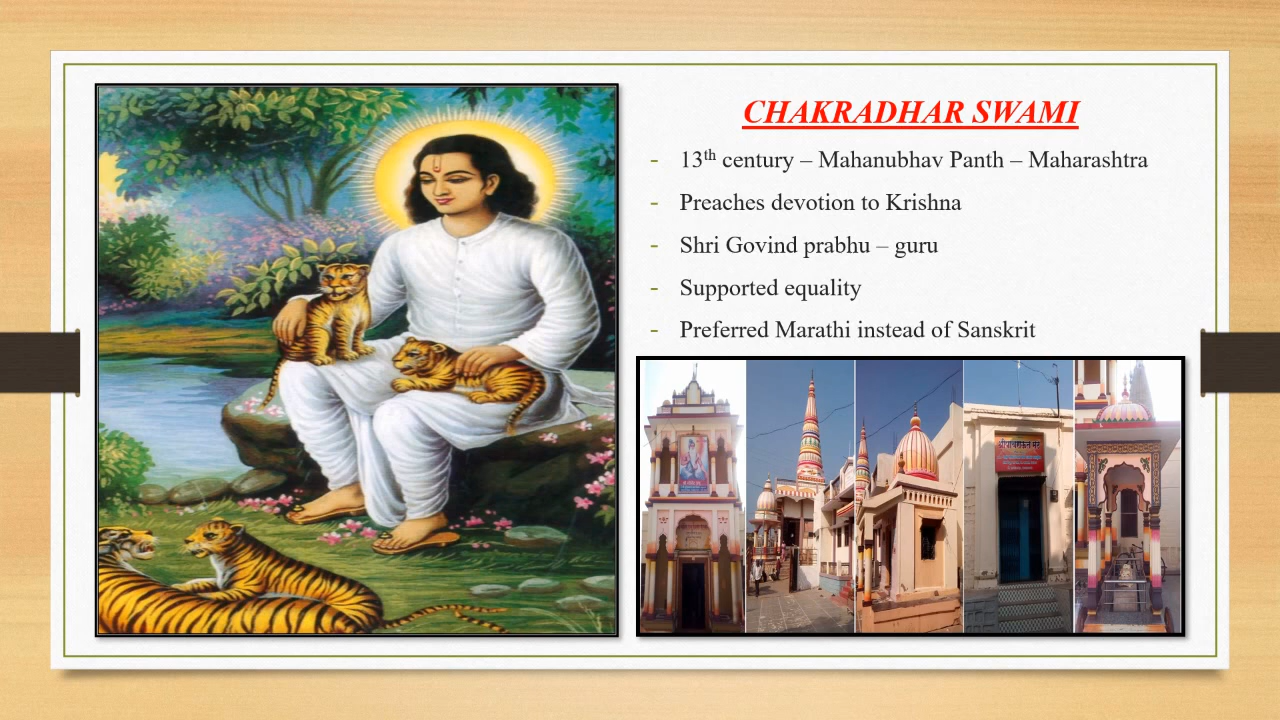 CHAKRADHAR SWAMI
- 13th century – Mahanubhav Panth – Maharashtra
- Preaches devotion to Krishna
- Shri Govind prabhu – guru
- Supported equality
- Preferred Marathi instead of Sanskrit